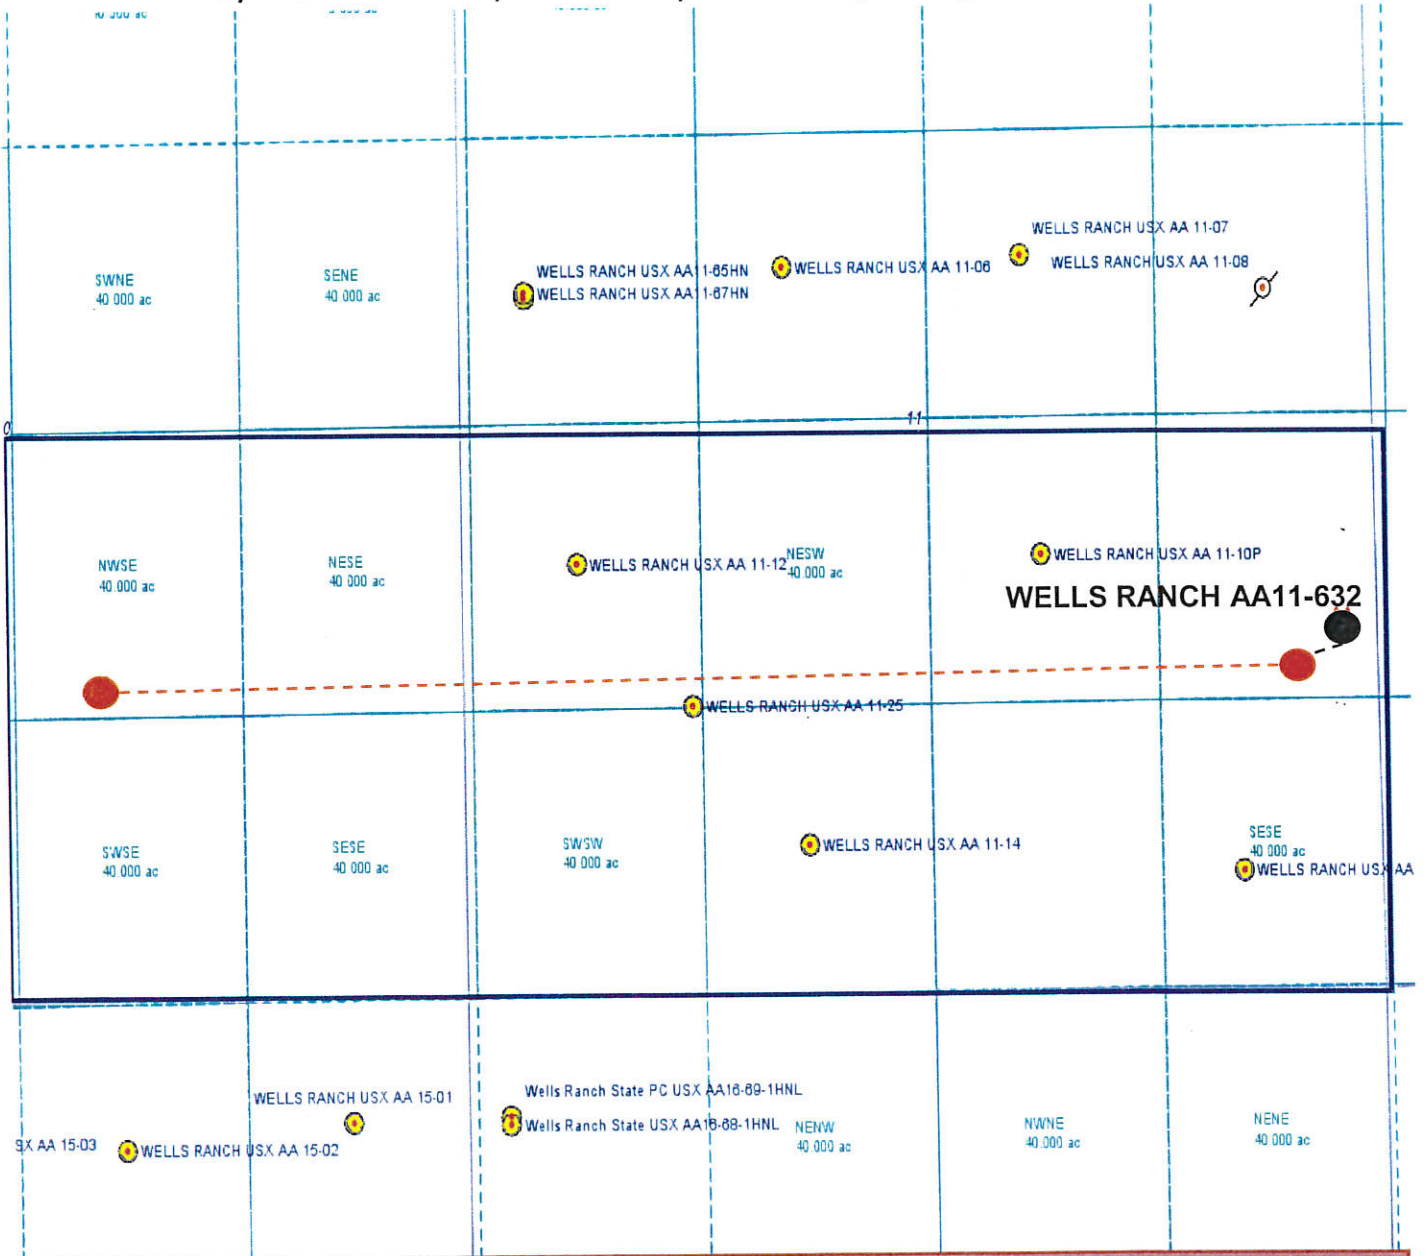 WELLS RANCH USX AA 11-07
WELLS RANCH USX AA 11-08
WELLS RANCH USX AA11-65HN
WELLS RANCH USX AA 11-06
WELLS RANCH USX AA11-67HN
SWNE
40.000 ac
SENE
40.000 ac
11
NWSE
40.000 ac
NESE
40.000 ac
WELLS RANCH USX AA 11-12
NESW
40.000 ac
WELLS RANCH USX AA 11-10P
WELLS RANCH AA11-632
WELLS RANCH USX AA 11-25
SWSE
40.000 ac
SESE
40.000 ac
SWSW
40.000 ac
WELLS RANCH USX AA 11-14
SESE
40.000 ac
WELLS RANCH USX AA
WELLS RANCH USX AA 15-01
Wells Ranch State PC USX AA16-69-1HNL
Wells Ranch State USX AA16-68-1HNL
SX AA 15-03
WELLS RANCH USX AA 15-02
NENW
40.000 ac
NWNE
40.000 ac
NENE
40.000 ac